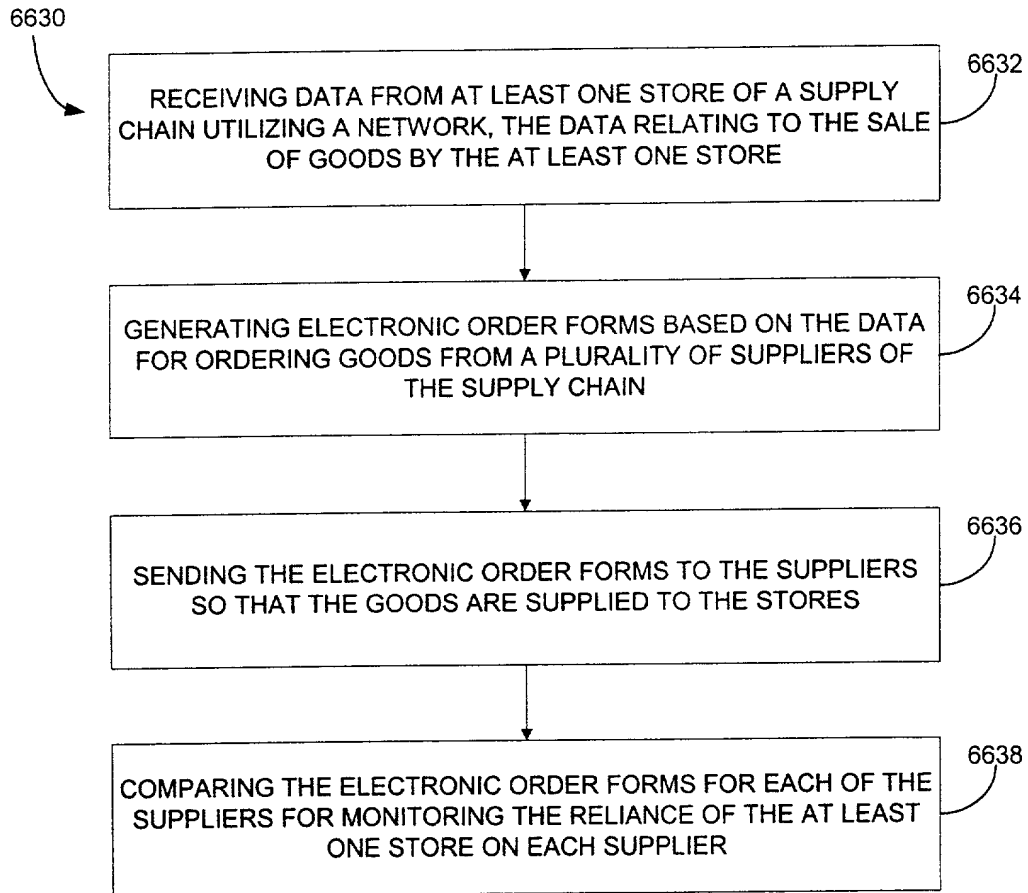 6630
6632
RECEIVING DATA FROM AT LEAST ONE STORE OF A SUPPLY
CHAIN UTILIZING A NETWORK, THE DATA RELATING TO THE SALE
OF GOODS BY THE AT LEAST ONE STORE
6634
GENERATING ELECTRONIC ORDER FORMS BASED ON THE DATA
FOR ORDERING GOODS FROM A PLURALITY OF SUPPLIERS OF
THE SUPPLY CHAIN
6636
SENDING THE ELECTRONIC ORDER FORMS TO THE SUPPLIERS
SO THAT THE GOODS ARE SUPPLIED TO THE STORES
6638
COMPARING THE ELECTRONIC ORDER FORMS FOR EACH OF THE
SUPPLIERS FOR MONITORING THE RELIANCE OF THE AT LEAST
ONE STORE ON EACH SUPPLIER